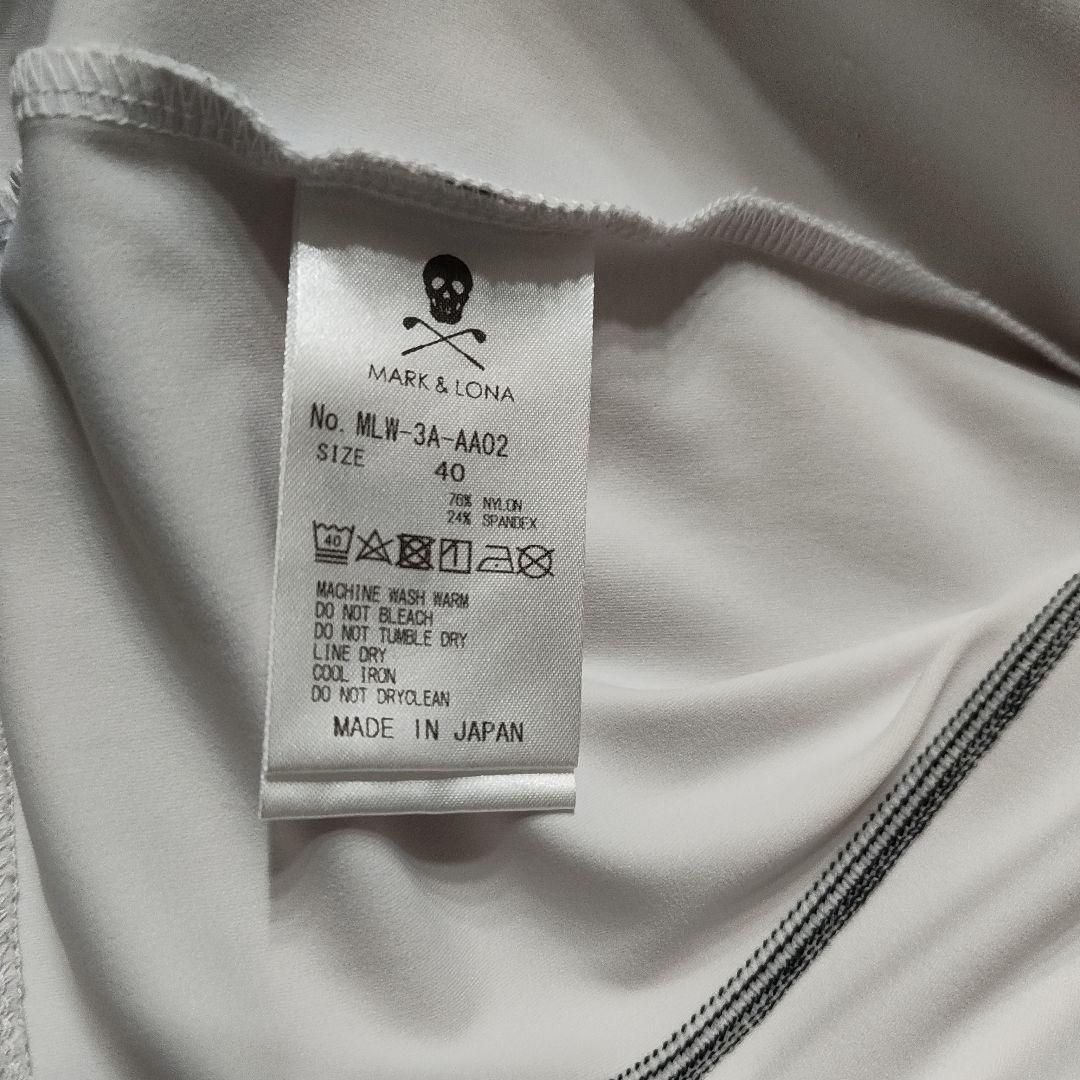 MARK & LONA
No. MLW-3A-AA02
SIZE 40
76% NYLON
24% SPANDEX
40
MACHINE WASH WARM
DO NOT BLEACH
DO NOT TUMBLE DRY
LINE DRY
COOL IRON
DO NOT DRYCLEAN
MADE IN JAPAN